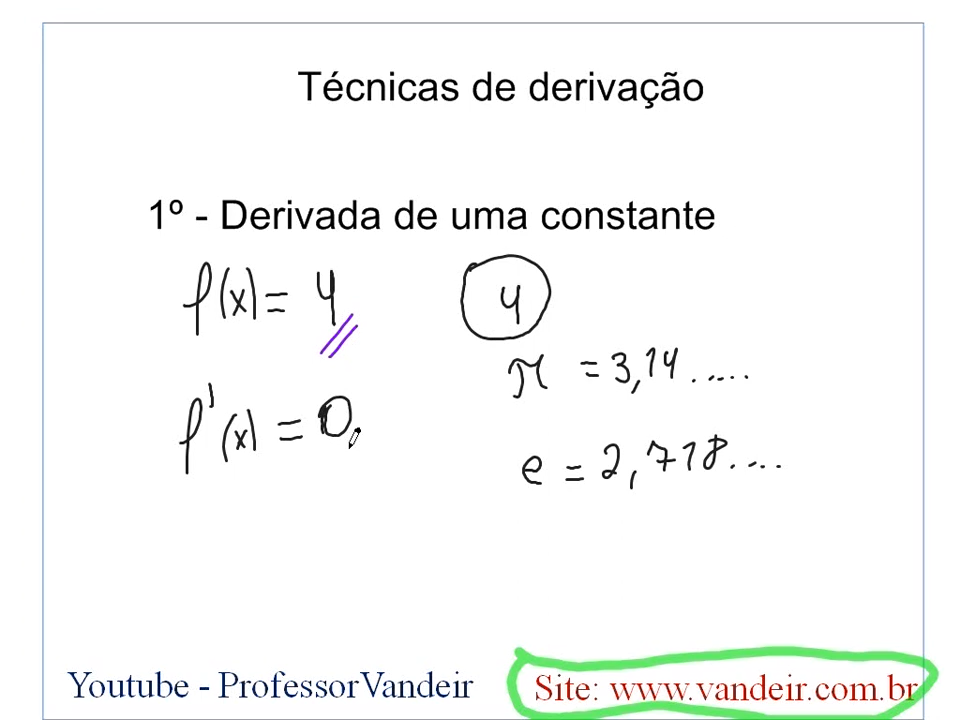 Técnicas de derivação
1º - Derivada de uma constante
f(x) = 4
4
π = 3,14.....
f'(x) = 0
e = 2,718....
Youtube - ProfessorVandeir
Site: www.vandeir.com.br